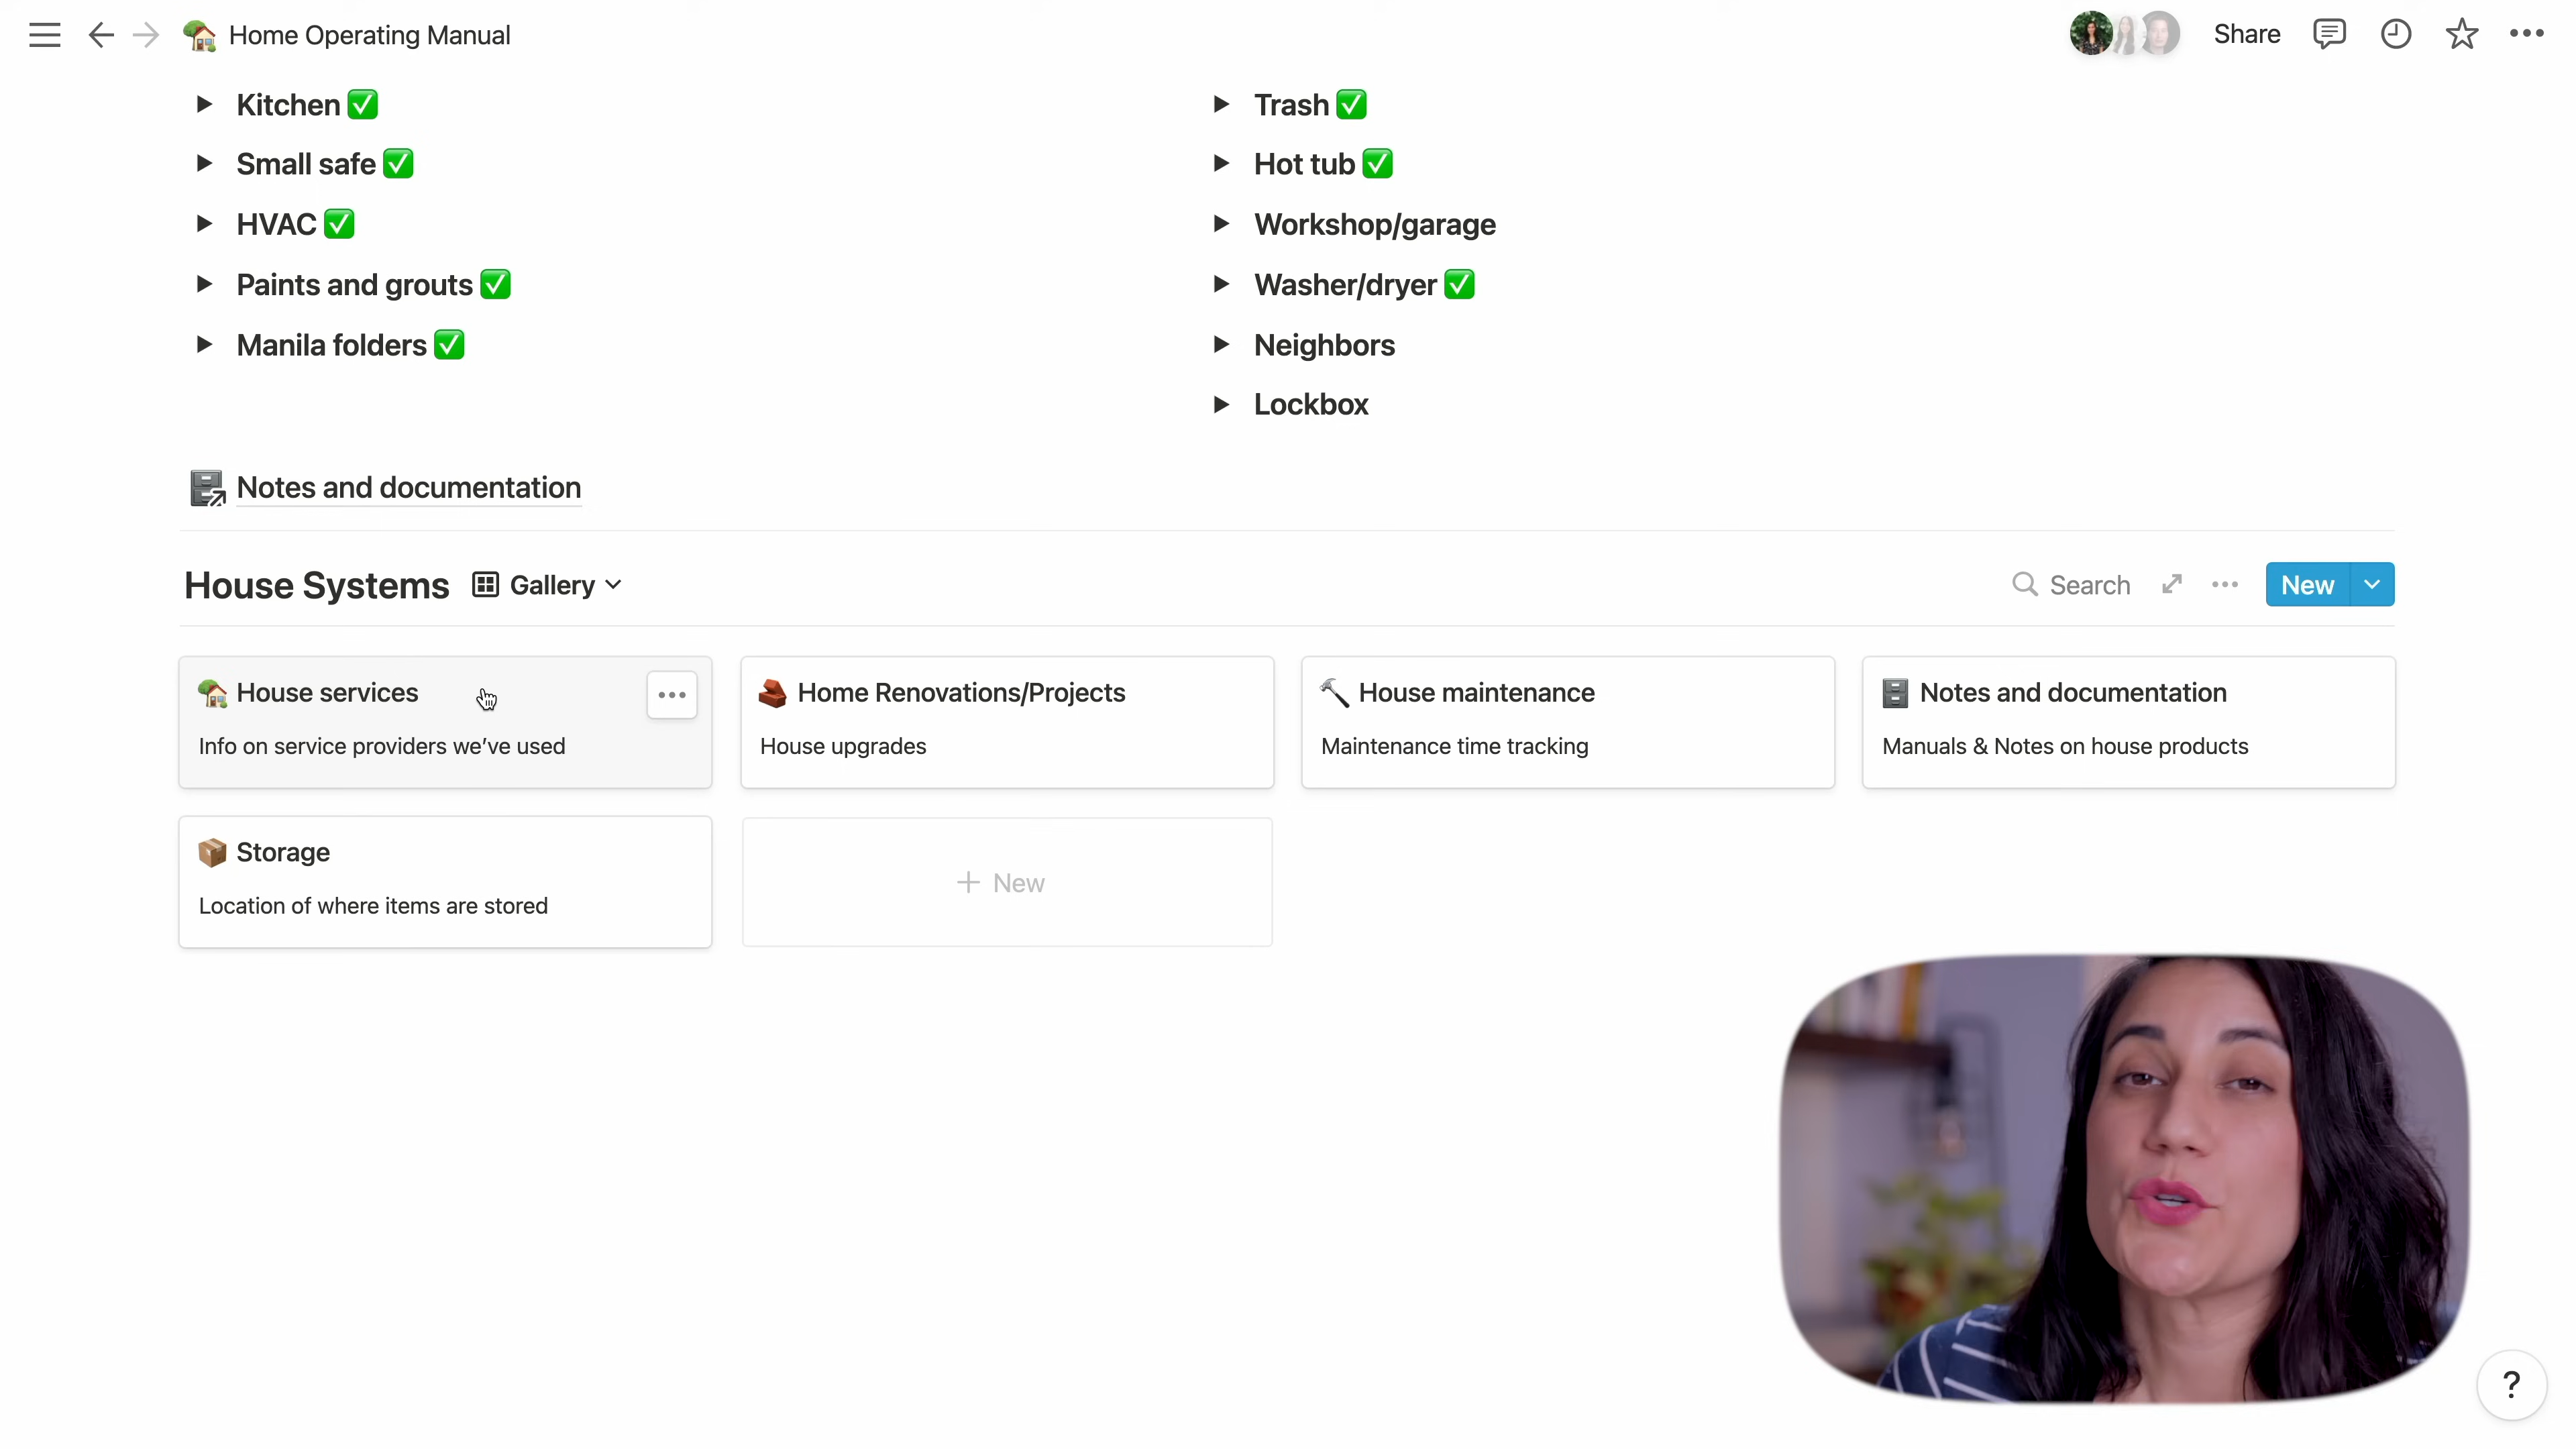 Home Operating Manual
Share
Kitchen ✅
Small safe ✅
HVAC ✅
Paints and grouts ✅
Manila folders ✅
Trash ✅
Hot tub ✅
Workshop/garage
Washer/dryer ✅
Neighbors
Lockbox
Notes and documentation
House Systems
Gallery
Search
New
House services
Info on service providers we've used
Home Renovations/Projects
House upgrades
House maintenance
Maintenance time tracking
Notes and documentation
Manuals & Notes on house products
Storage
Location of where items are stored
+ New
?